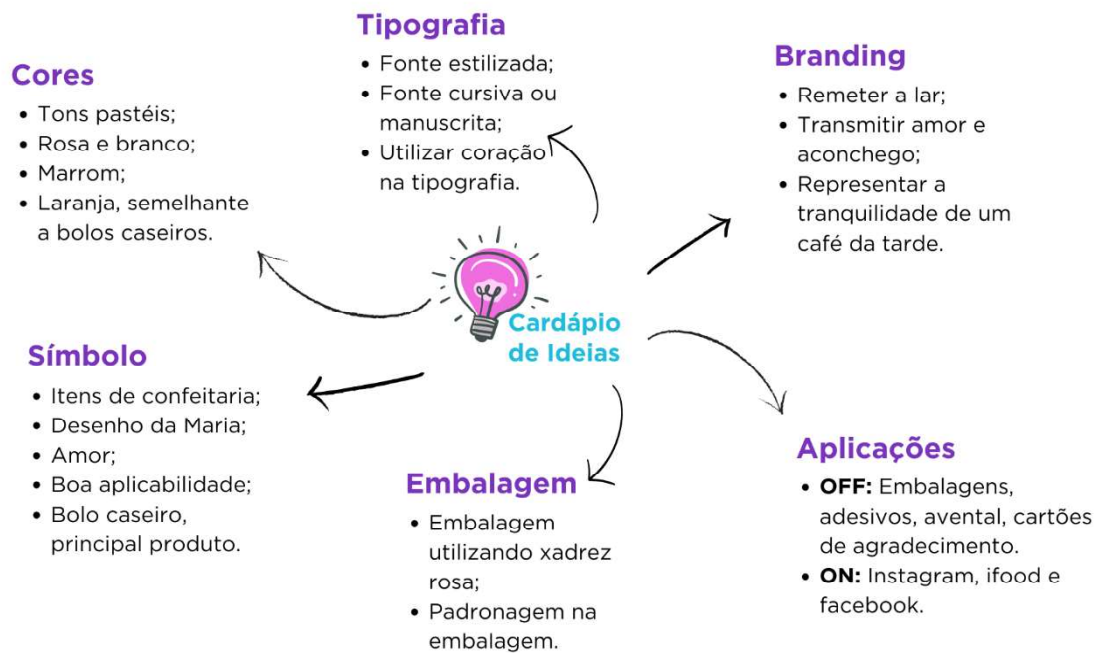 Tipografia
• Fonte estilizada;
• Fonte cursiva ou
manuscrita;
• Utilizar coração
na tipografia.
Cores
• Tons pastéis;
• Rosa e branco;
• Marrom;
• Laranja, semelhante
a bolos caseiros.
Branding
• Remeter a lar;
• Transmitir amor e
aconchego;
• Representar a
tranquilidade de um
café da tarde.
Cardápio
de Ideias
Símbolo
• Itens de confeitaria;
• Desenho da Maria;
• Amor;
• Boa aplicabilidade;
• Bolo caseiro,
principal produto.
Embalagem
• Embalagem
utilizando xadrez
rosa;
• Padronagem na
embalagem.
Aplicações
• OFF: Embalagens,
adesivos, avental, cartões
de agradecimento.
• ON: Instagram, ifood e
facebook.